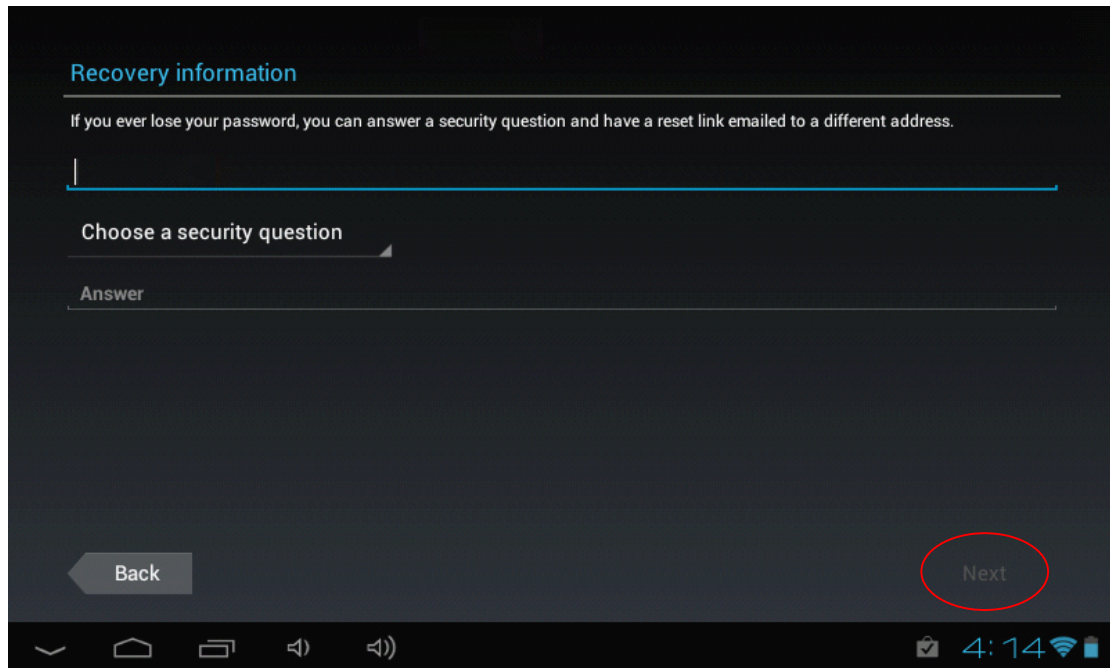 Recovery information
If you ever lose your password, you can answer a security question and have a reset link emailed to a different address.
Choose a security question
Answer
Back
Next
4:14